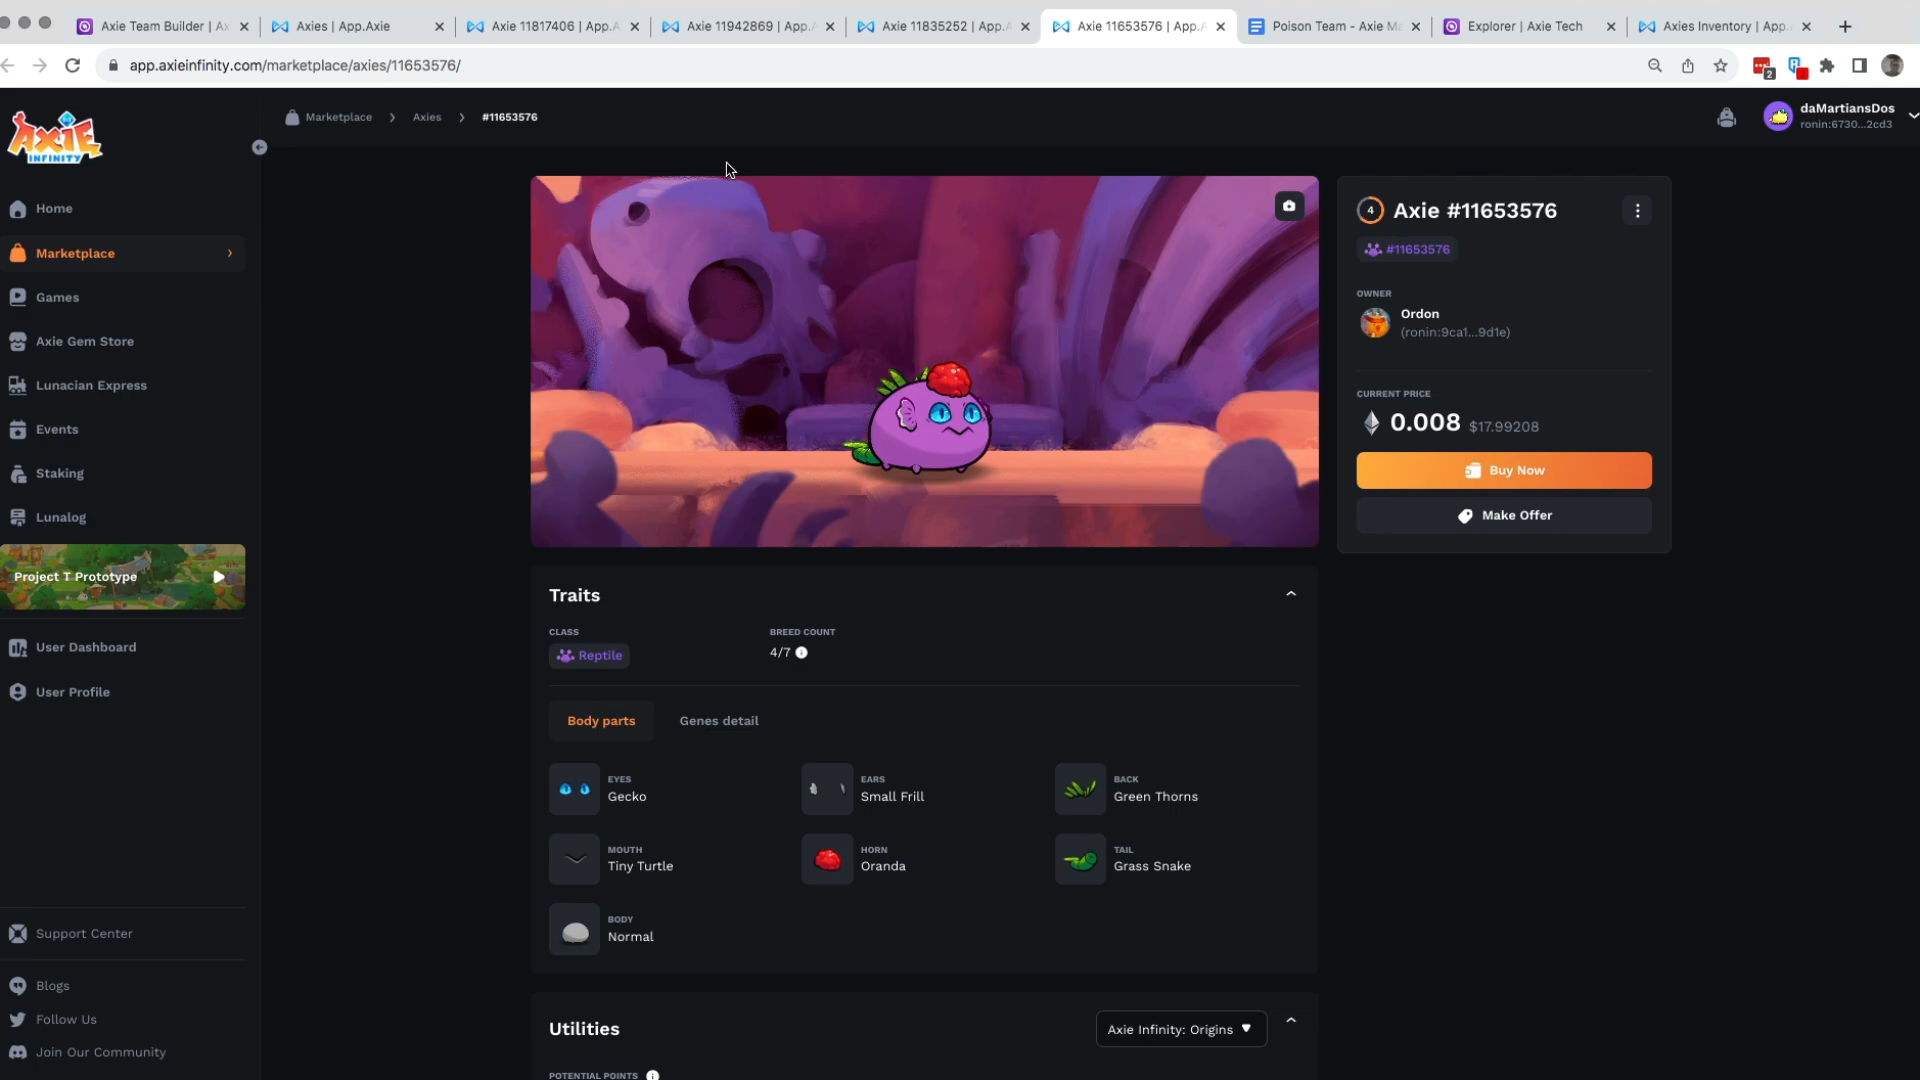 Axie Team Builder | Ax
Axies | App.Axie
Axie 11817406 | App.A
Axie 11942869 | App.A
Axie 11835252 | App.A
Axie 11653576 | App.A
Poison Team - Axie Ma
Explorer | Axie Tech
Axies Inventory | App.
app.axieinfinity.com/marketplace/axies/11653576/
2
AXIE
INFINITY
Marketplace
Axies
#11653576
daMartiansDos
ronin:6730...2cd3
Home
Marketplace
Games
Axie Gem Store
Lunacian Express
Events
Staking
Lunalog
Project T Prototype
User Dashboard
User Profile
Support Center
Blogs
Follow Us
Join Our Community
4
Axie #11653576
#11653576
OWNER
Ordon
(ronin:9ca1...9d1e)
CURRENT PRICE
0.008 $17.99208
Buy Now
Make Offer
Traits
CLASS
Reptile
BREED COUNT
4/7
Body parts
Genes detail
EYES
Gecko
EARS
Small Frill
BACK
Green Thorns
MOUTH
Tiny Turtle
HORN
Oranda
TAIL
Grass Snake
BODY
Normal
Utilities
Axie Infinity: Origins
POTENTIAL POINTS